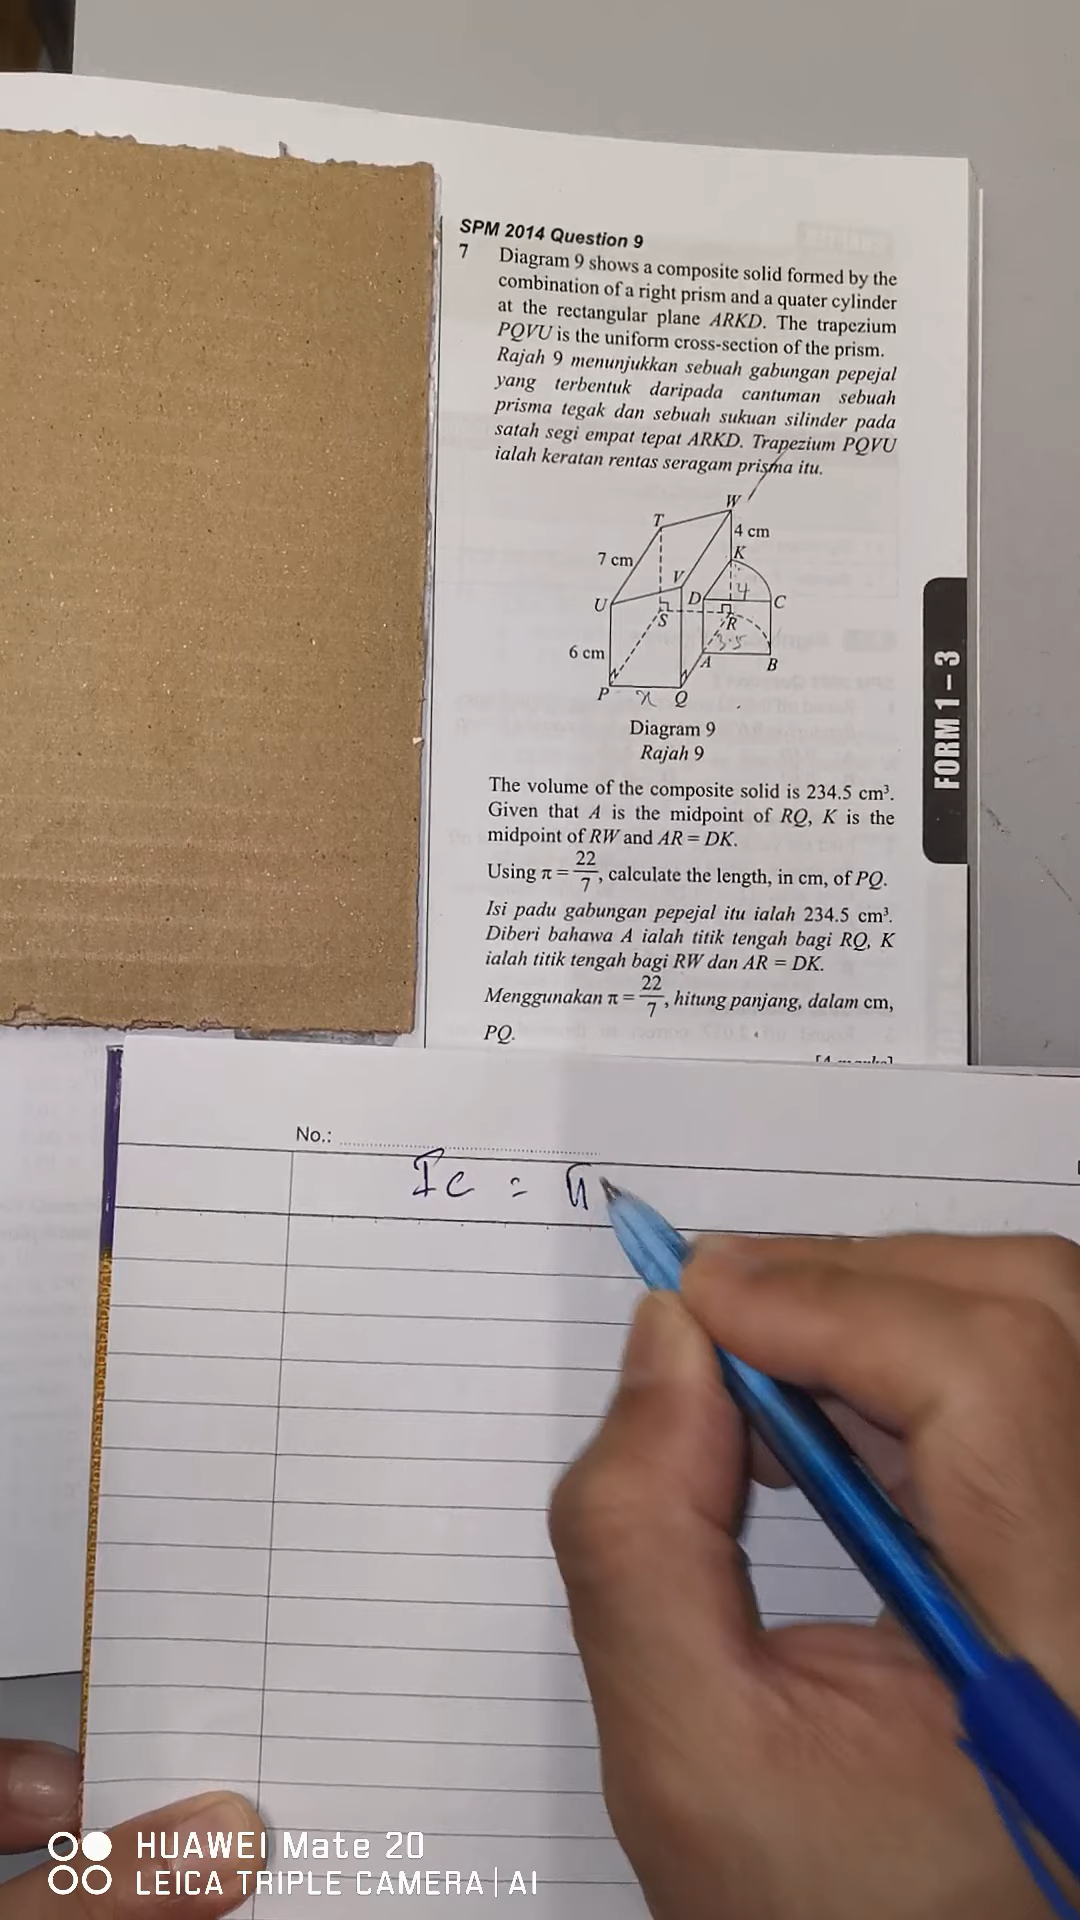 SPM 2014 Question 9
7 Diagram 9 shows a composite solid formed by the
combination of a right prism and a quater cylinder
at the rectangular plane ARKD. The trapezium
PQVU is the uniform cross-section of the prism.
Rajah 9 menunjukkan sebuah gabungan pepejal
yang terbentuk daripada cantuman sebuah
prisma tegak dan sebuah sukuan silinder pada
satah segi empat tepat ARKD. Trapezium PQVU
ialah keratan rentas seragam prisma itu.
W
T
4 cm
K
7 cm
V
D
4
U
C
S
R
3.5
6 cm
A
B
P
x
Q
Diagram 9
Rajah 9
The volume of the composite solid is 234.5 cm³.
Given that A is the midpoint of RQ, K is the
midpoint of RW and AR = DK.
Using π = 22/7, calculate the length, in cm, of PQ.
Isi padu gabungan pepejal itu ialah 234.5 cm³.
Diberi bahawa A ialah titik tengah bagi RQ, K
ialah titik tengah bagi RW dan AR = DK.
Menggunakan π = 22/7, hitung panjang, dalam cm,
PQ.
FORM 1 – 3
No.:
HUAWEI Mate 20
LEICA TRIPLE CAMERA | AI